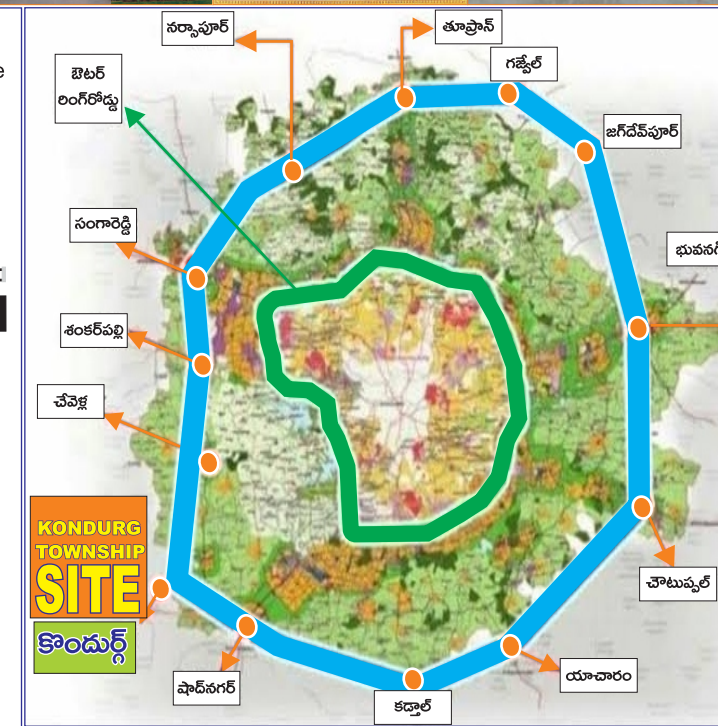 నర్సాపూర్
తూప్రాన్
గజ్వేల్
ఔటర్
రింగ్‌రోడ్డు
జగ్‌దేవ్‌పూర్
సంగారెడ్డి
శంకర్‌పల్లి
చేవెళ్ల
KONDURG
TOWNSHIP
SITE
కొందుర్గ్
చౌటుప్పల్
షాద్‌నగర్
యాచారం
కడ్తాల్